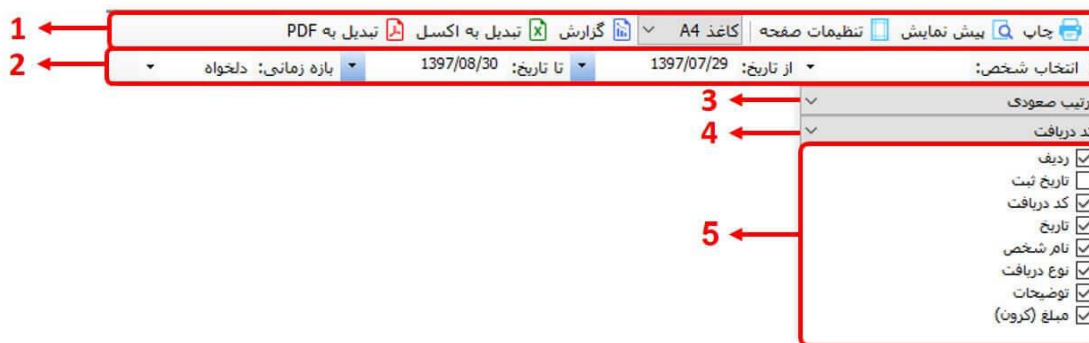 1 چاپ پیش نمایش تنظیمات صفحه کاغذ A4 گزارش تبدیل به اکسل تبدیل به PDF
2 انتخاب شخص: از تاریخ: 1397/07/29 تا تاریخ: 1397/08/30 بازه زمانی: دلخواه
3 رتیب صعودی
4 د دریافت
ردیف
تاریخ ثبت
کد دریافت
تاریخ
5 نام شخص
نوع دریافت
توضیحات
مبلغ (کرون)